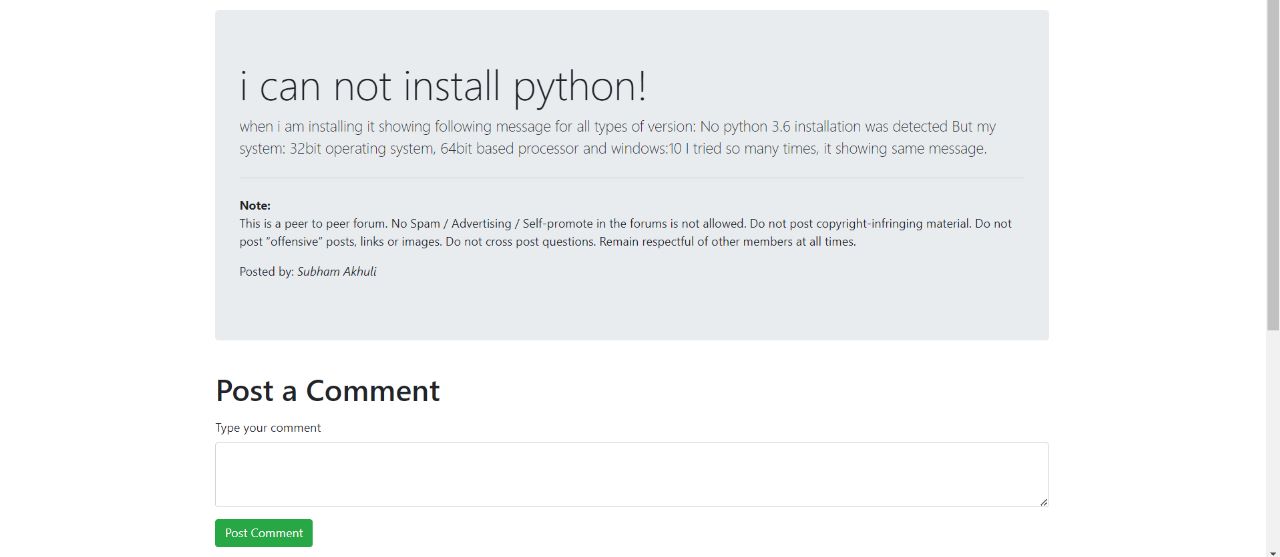 i can not install python!
when i am installing it showing following message for all types of version: No python 3.6 installation was detected But my
system: 32bit operating system, 64bit based processor and windows:10 I tried so many times, it showing same message.
Note:
This is a peer to peer forum. No Spam / Advertising / Self-promote in the forums is not allowed. Do not post copyright-infringing material. Do not
post “offensive” posts, links or images. Do not cross post questions. Remain respectful of other members at all times.
Posted by: Subham Akhuli
Post a Comment
Type your comment
Post Comment